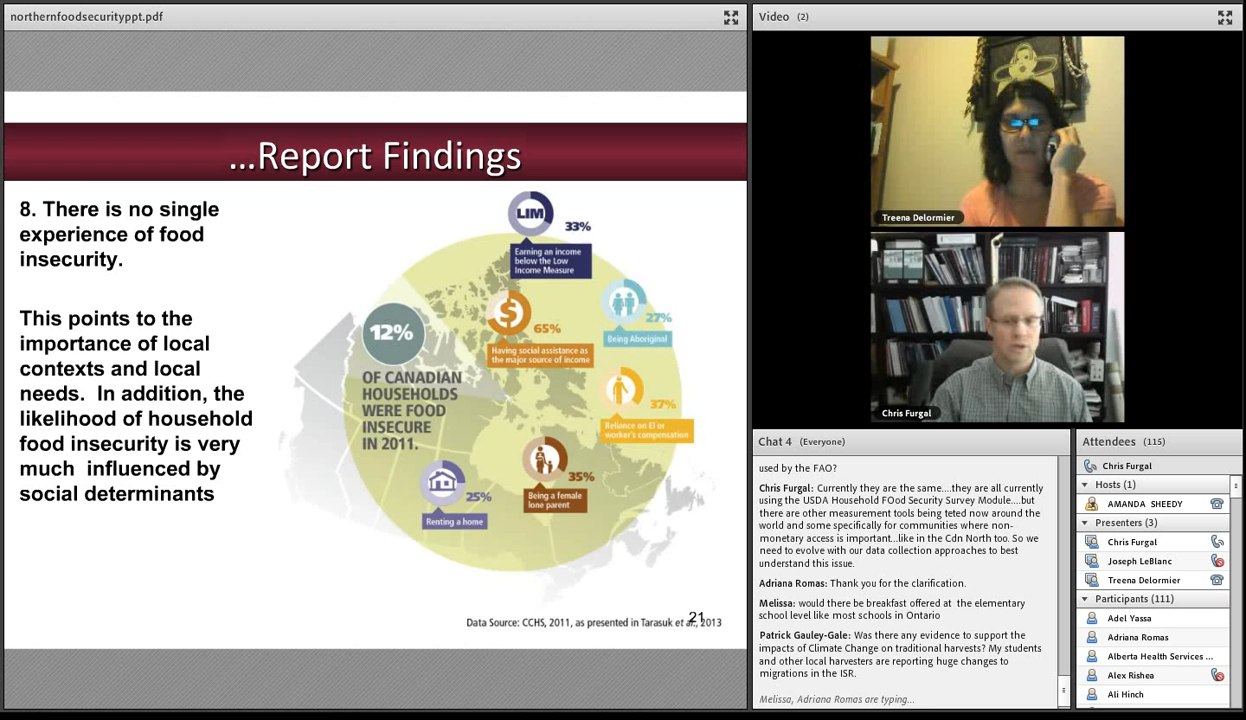 northernfoodsecurityppt.pdf
...Report Findings
8. There is no single
experience of food
insecurity.
This points to the
importance of local
contexts and local
needs. In addition, the
likelihood of household
food insecurity is very
much influenced by
social determinants
LIM
33%
Earning an income
below the Low
Income Measure
12%
OF CANADIAN
HOUSEHOLDS
WERE FOOD
INSECURE
IN 2011.
$
65%
Having social assistance as
the major source of income
27%
Being Aboriginal
37%
Reliance on EI or
worker's compensation
35%
Being a female
lone parent
25%
Renting a home
21
Data Source: CCHS, 2011, as presented in Tarasuk et al., 2013
Video (2)
Treena Delormier
Chris Furgal
Chat 4 (Everyone)
used by the FAO?
Chris Furgal: Currently they are the same....they are all currently
using the USDA Household FOod Security Survey Module....but
there are other measurement tools being teted now around the
world and some specifically for communities where non-
monetary access is important...like in the Cdn North too. So we
need to evolve with our data collection approaches to best
understand this issue.
Adriana Romas: Thank you for the clarification.
Melissa: would there be breakfast offered at the elementary
school level like most schools in Ontario
Patrick Gauley-Gale: Was there any evidence to support the
impacts of Climate Change on traditional harvests? My students
and other local harvesters are reporting huge changes to
migrations in the ISR.
Melissa, Adriana Romas are typing...
Attendees (115)
Chris Furgal
Hosts (1)
AMANDA SHEEDY
Presenters (3)
Chris Furgal
Joseph LeBlanc
Treena Delormier
Participants (111)
Adel Yassa
Adriana Romas
Alberta Health Services ...
Alex Rishea
Ali Hinch